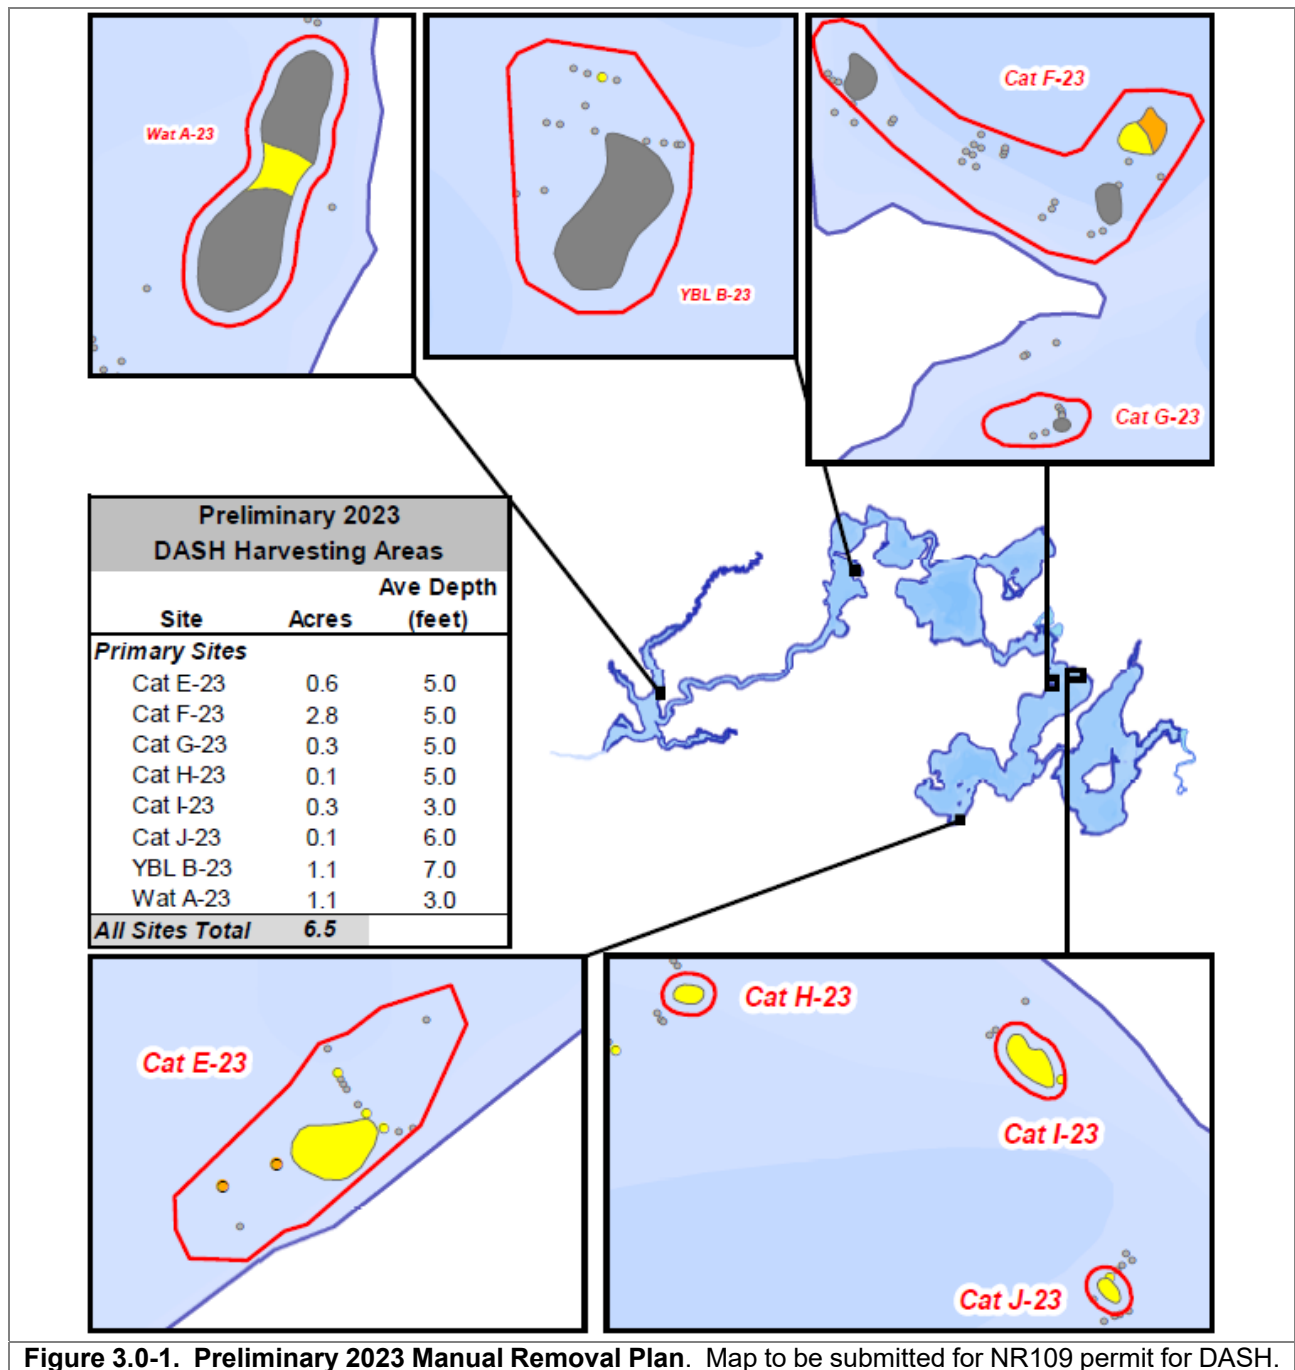 Wat A-23
YBL B-23
Cat F-23
Cat G-23
Preliminary 2023
DASH Harvesting Areas
Site Acres Ave Depth (feet)
Primary Sites
Cat E-23 0.6 5.0
Cat F-23 2.8 5.0
Cat G-23 0.3 5.0
Cat H-23 0.1 5.0
Cat I-23 0.3 3.0
Cat J-23 0.1 6.0
YBL B-23 1.1 7.0
Wat A-23 1.1 3.0
All Sites Total 6.5
Cat E-23
Cat H-23
Cat I-23
Cat J-23
Figure 3.0-1. Preliminary 2023 Manual Removal Plan. Map to be submitted for NR109 permit for DASH.